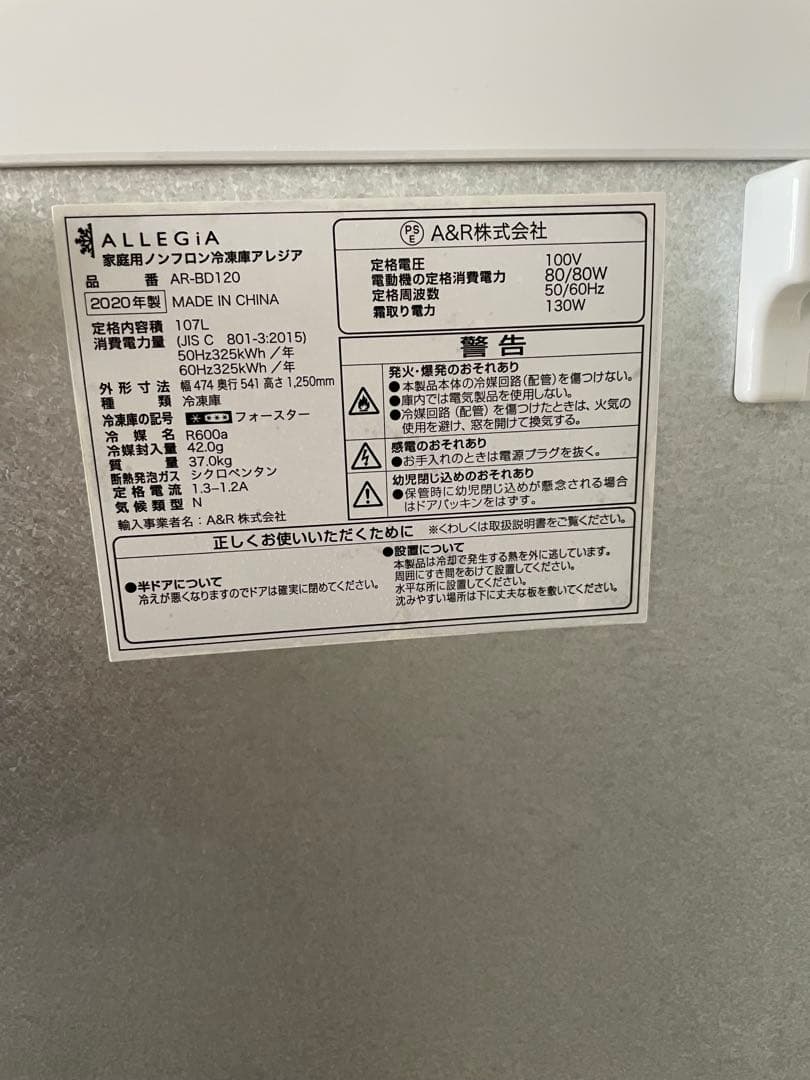 ALLEGiA
家庭用ノンフロン冷凍庫アレジア
品 番 AR-BD120
2020年製 MADE IN CHINA
定格内容積 107L
消費電力量 (JIS C 801-3:2015)
50Hz325kWh／年
60Hz325kWh／年
外形寸法 幅474 奥行541 高さ1,250mm
種 類 冷凍庫
冷凍庫の記号 フォースター
冷 媒 名 R600a
冷媒封入量 42.0g
質 量 37.0kg
断熱発泡ガス シクロペンタン
定格電流 1.3−1.2A
気候類型 N
輸入事業者名：A&R 株式会社
PSE A&R株式会社
定格電圧 100V
電動機の定格消費電力 80/80W
定格周波数 50/60Hz
霜取り電力 130W
警告
発火・爆発のおそれあり
●本製品本体の冷媒回路(配管)を傷つけない。
●庫内では電気製品を使用しない。
●冷媒回路(配管)を傷つけたときは、火気の
使用を避け、窓を開けて換気する。
感電のおそれあり
●お手入れのときは電源プラグを抜く。
幼児閉じ込めのおそれあり
●保管時に幼児閉じ込めが懸念される場合
はドアパッキンをはずす。
正しくお使いいただくために ※くわしくは取扱説明書をご覧ください。
●半ドアについて
冷えが悪くなりますのでドアは確実に閉めてください。
●設置について
本製品は冷却で発生する熱を外に逃しています。
周囲にすき間をあけて設置してください。
水平な所に設置してください。
沈みやすい場所は下に丈夫な板を敷いてください。